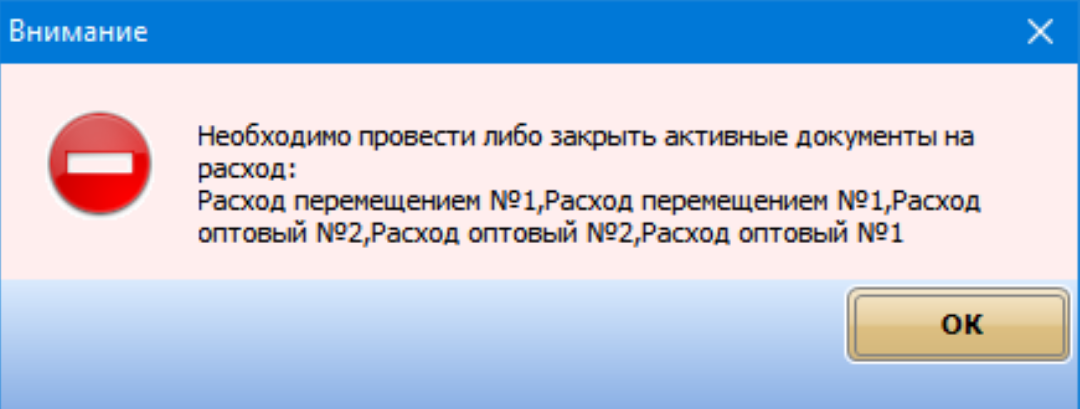 Внимание
Необходимо провести либо закрыть активные документы на
расход:
Расход перемещением №1,Расход перемещением №1,Расход
оптовый №2,Расход оптовый №2,Расход оптовый №1
ОК